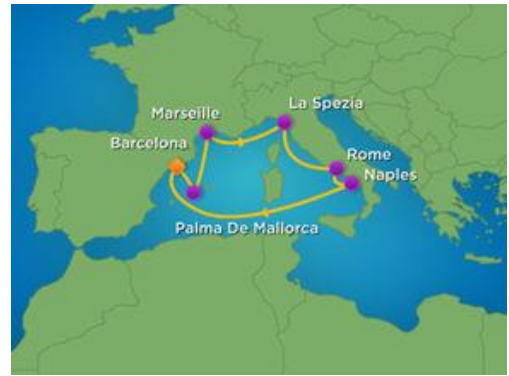 La Spezia
Marseille
Barcelona
Rome
Naples
Palma De Mallorca